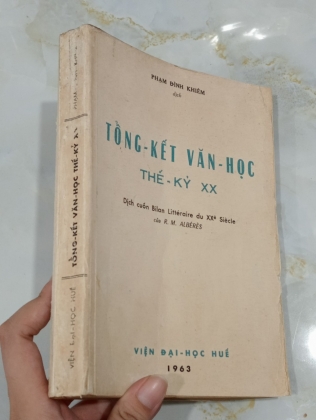 PHẠM ĐÌNH KHIÊM
dịch
TỔNG-KẾT VĂN-HỌC
THẾ-KỶ XX
Dịch cuốn Bilan Littéraire du XXe Siècle
của R. M. ALBÉRÈS
VIỆN ĐẠI-HỌC HUẾ
1963
TỔNG-KẾT VĂN-HỌC THẾ-KỶ X
VIỆN ĐẠI-HỌC HUẾ